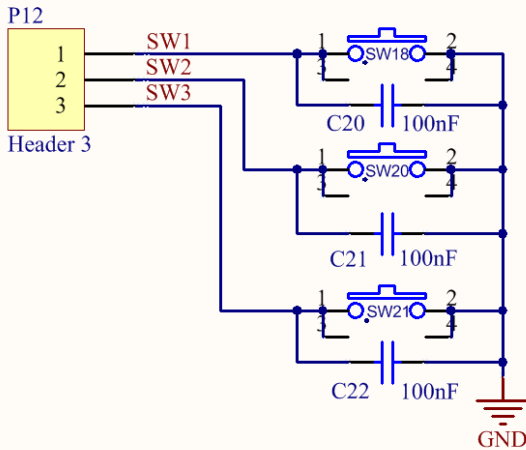 P12
1 SW1
2 SW2
3 SW3
Header 3
1 2
SW18
3 4
C20 100nF
1 2
SW20
3 4
C21 100nF
1 2
SW21
3 4
C22 100nF
GND